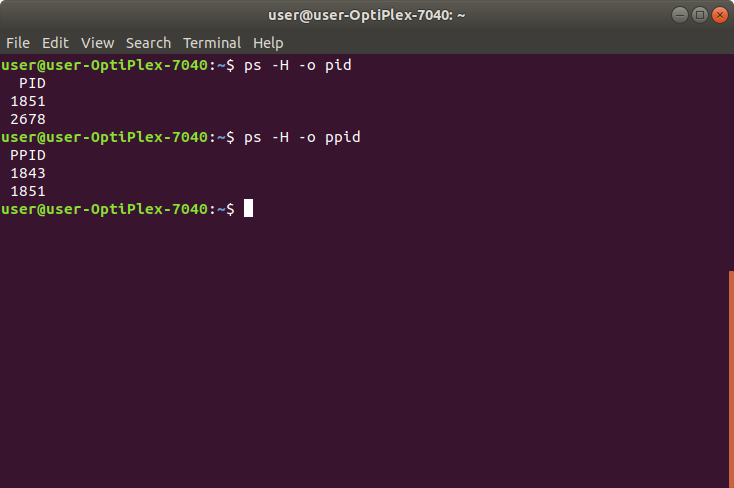 user@user-OptiPlex-7040: ~
File Edit View Search Terminal Help
user@user-OptiPlex-7040:~$ ps -H -o pid
  PID
 1851
 2678
user@user-OptiPlex-7040:~$ ps -H -o ppid
 PPID
 1843
 1851
user@user-OptiPlex-7040:~$